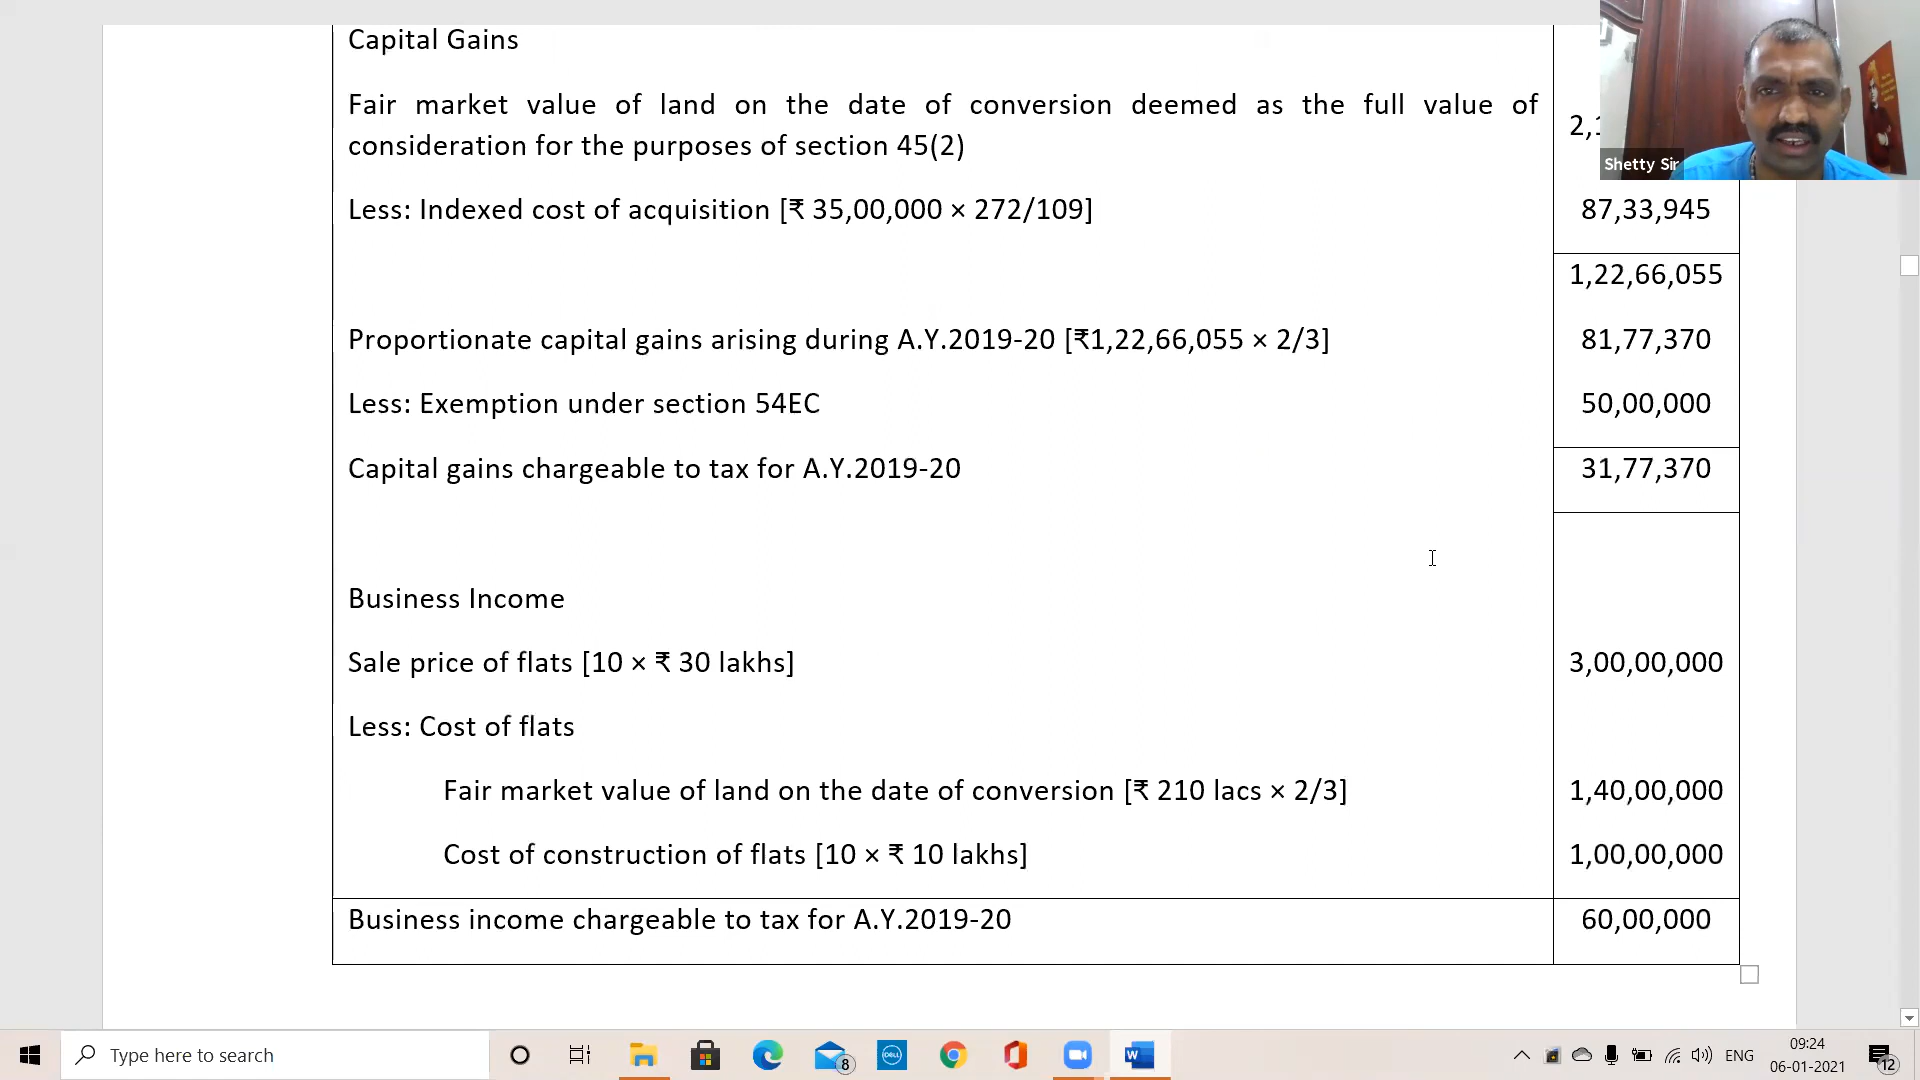 Capital Gains
Fair market value of land on the date of conversion deemed as the full value of
consideration for the purposes of section 45(2)
2,1
Shetty Sir
Less: Indexed cost of acquisition [₹ 35,00,000 × 272/109] 87,33,945
1,22,66,055
Proportionate capital gains arising during A.Y.2019-20 [₹1,22,66,055 × 2/3] 81,77,370
Less: Exemption under section 54EC 50,00,000
Capital gains chargeable to tax for A.Y.2019-20 31,77,370
Business Income
Sale price of flats [10 × ₹ 30 lakhs] 3,00,00,000
Less: Cost of flats
Fair market value of land on the date of conversion [₹ 210 lacs × 2/3] 1,40,00,000
Cost of construction of flats [10 × ₹ 10 lakhs] 1,00,00,000
Business income chargeable to tax for A.Y.2019-20 60,00,000
Type here to search
8
DELL
W
ENG
09:24
06-01-2021
12